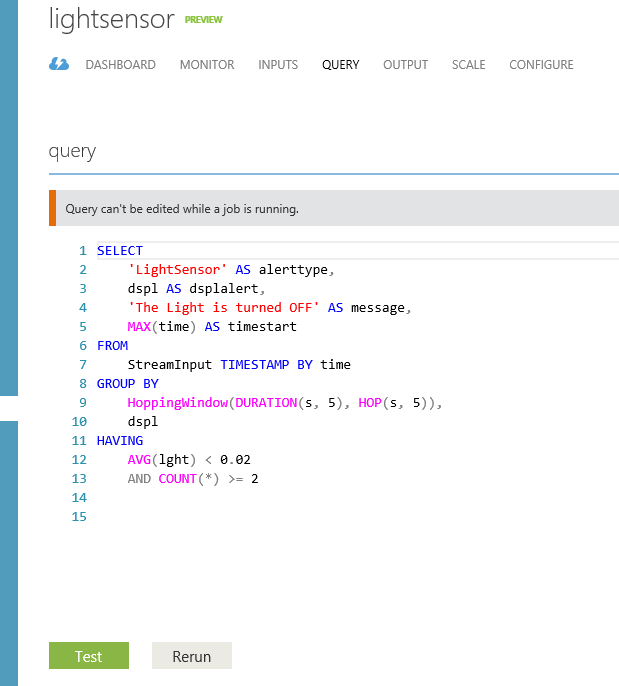 lightsensor PREVIEW
DASHBOARD MONITOR INPUTS QUERY OUTPUT SCALE CONFIGURE
query
Query can't be edited while a job is running.
1 SELECT
2 'LightSensor' AS alerttype,
3 dspl AS dsplalert,
4 'The Light is turned OFF' AS message,
5 MAX(time) AS timestart
6 FROM
7 StreamInput TIMESTAMP BY time
8 GROUP BY
9 HoppingWindow(DURATION(s, 5), HOP(s, 5)),
10 dspl
11 HAVING
12 AVG(lght) < 0.02
13 AND COUNT(*) >= 2
14
15
Test Rerun